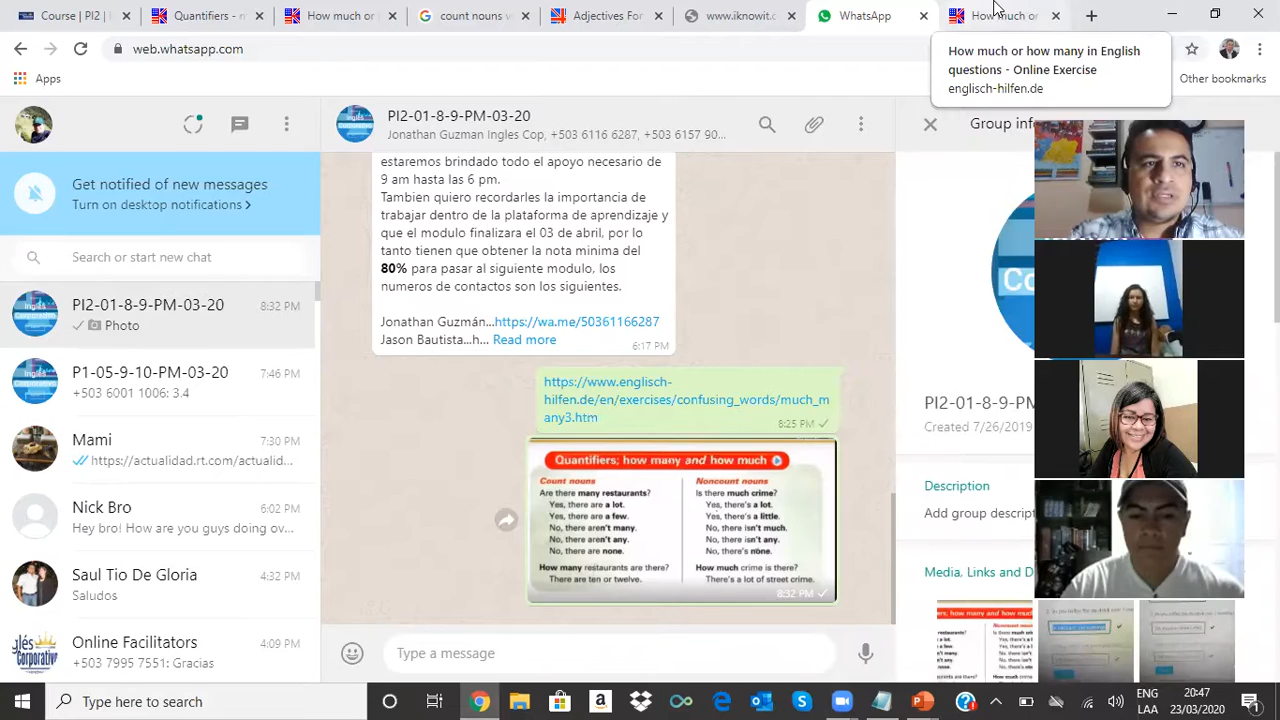 Course | PI2 |
Quantifiers - m
How much or
count nouns v
Adjectives For
www.iknowit.c
WhatsApp
How much or
web.whatsapp.com
Apps
Other bookmarks
How much or how many in English
questions - Online Exercise
englisch-hilfen.de
Get notified of new messages
Turn on desktop notifications >
Search or start new chat
PI2-01-8-9-PM-03-20
8:32 PM
Photo
P1-05-9-10-PM-03-20
7:46 PM
+503 6001 1006: 3.4
Mami
7:30 PM
https://actualidad.rt.com/actualid...
Nick Bro
6:02 PM
Hey bro! How are you guys doing ov...
Saul Tio De Gloria
4:32 PM
Saludos
Online Facilitators
4:09 PM
+503 7995 7551: Gracias
PI2-01-8-9-PM-03-20
than Guzman Ingles Cop, +503 6116 6287, +503 6157 90...
estaremos brindado todo el apoyo necesario de
7 am hasta las 6 pm.
Tambien quiero recordarles la importancia de
trabajar dentro de la plataforma de aprendizaje y
que el modulo finalizara el 03 de abril, por lo
tanto tienen que obtener la nota minima del
80% para pasar al siguiente modulo, los
numeros de contactos son los siguientes.
Jonathan Guzmán...https://wa.me/50361166287
Jason Bautista...h... Read more
6:17 PM
https://www.englisch-
hilfen.de/en/exercises/confusing_words/much_m
any3.htm
8:25 PM
Quantifiers; how many and how much
Count nouns
Are there many restaurants?
Yes, there are a lot.
Yes, there are a few.
No, there aren't many.
No, there aren't any.
No, there are none.
How many restaurants are there?
There are ten or twelve.
Noncount nouns
Is there much crime?
Yes, there's a lot.
Yes, there's a little.
No, there isn't much.
No, there isn't any.
No, there's none.
How much crime is there?
There's a lot of street crime.
8:32 PM
Type a message
Group info
Co
PI2-01-8-9-PM
Created 7/26/2019
Description
Add group descript
Media, Links and D
Type here to search
ENG
LAA
20:47
23/03/2020